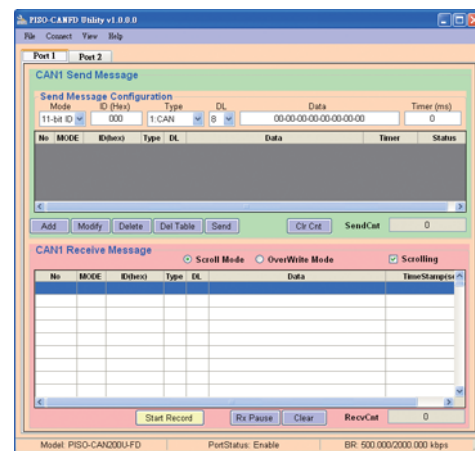 PISO-CANFD Utility v1.0.0.0
File Connect View Help
Port 1 Port 2
CAN1 Send Message
Send Message Configuration
Mode ID (Hex) Type DL Data Timer (ms)
11-bit ID 000 1:CAN 8 00-00-00-00-00-00-00-00 0
No MODE ID(hex) Type DL Data Timer Status
Add Modify Delete Del Table Send Clr Cnt SendCnt 0
CAN1 Receive Message
Scroll Mode OverWrite Mode Scrolling
No MODE ID(hex) Type DL Data TimeStamp(se
Start Record Rx Pause Clear RecvCnt 0
Model: PISO-CAN200U-FD PortStatus: Enable BR: 500.000/2000.000 kbps